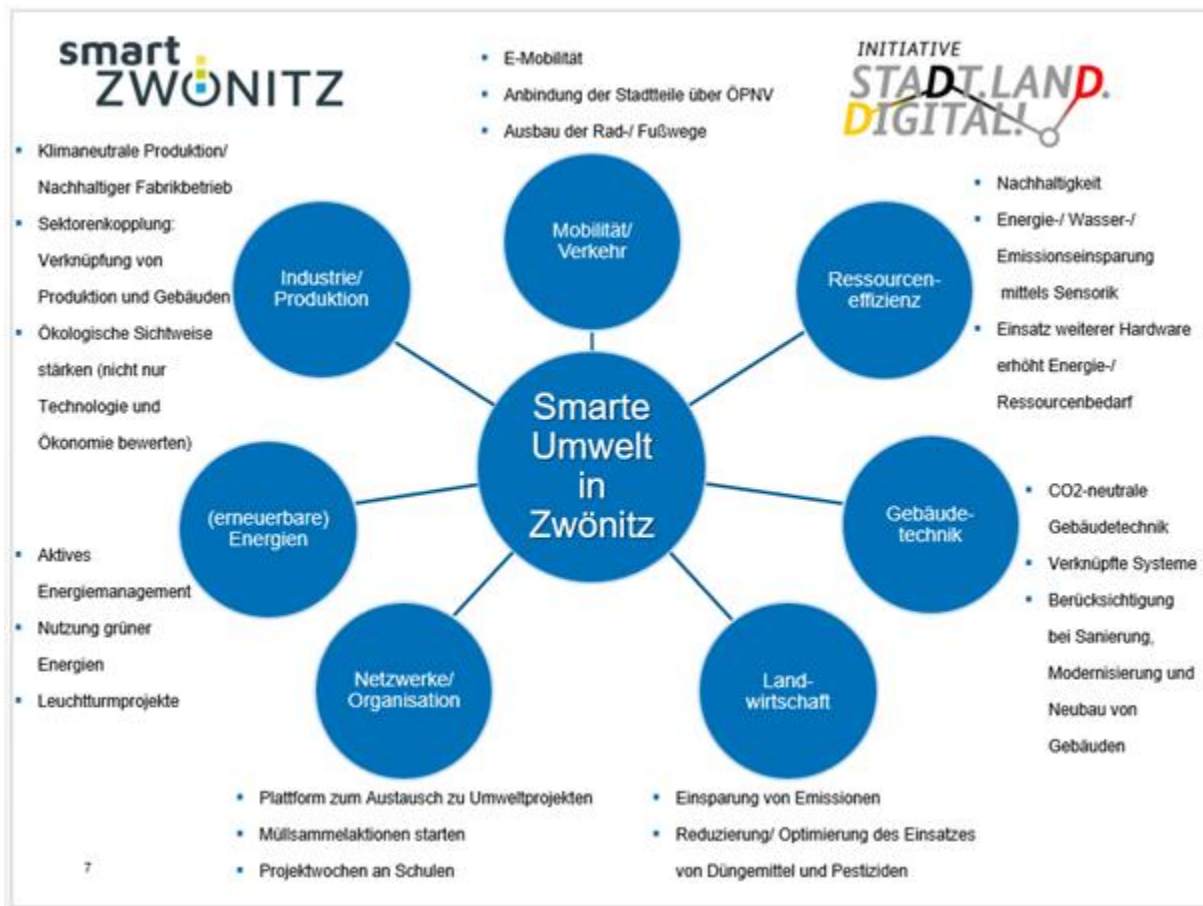 smart
ZWÖNITZ
INITIATIVE
STADT.LAND.
DIGITAL!
▪ E-Mobilität
▪ Anbindung der Stadtteile über ÖPNV
▪ Ausbau der Rad-/ Fußwege
Mobilität/
Verkehr
▪ Klimaneutrale Produktion/
Nachhaltiger Fabrikbetrieb
▪ Sektorenkopplung:
Verknüpfung von
Produktion und Gebäuden
▪ Ökologische Sichtweise
stärken (nicht nur
Technologie und
Ökonomie bewerten)
Industrie/
Produktion
Ressourcen-
effizienz
▪ Nachhaltigkeit
▪ Energie-/ Wasser-/
Emissionseinsparung
mittels Sensorik
▪ Einsatz weiterer Hardware
erhöht Energie-/
Ressourcenbedarf
Smarte
Umwelt
in
Zwönitz
(erneuerbare)
Energien
▪ Aktives
Energiemanagement
▪ Nutzung grüner
Energien
▪ Leuchtturmprojekte
Gebäude-
technik
▪ CO2-neutrale
Gebäudetechnik
▪ Verknüpfte Systeme
▪ Berücksichtigung
bei Sanierung,
Modernisierung und
Neubau von
Gebäuden
Netzwerke/
Organisation
▪ Plattform zum Austausch zu Umweltprojekten
▪ Müllsammelaktionen starten
▪ Projektwochen an Schulen
Land-
wirtschaft
▪ Einsparung von Emissionen
▪ Reduzierung/ Optimierung des Einsatzes
von Düngemittel und Pestiziden
7